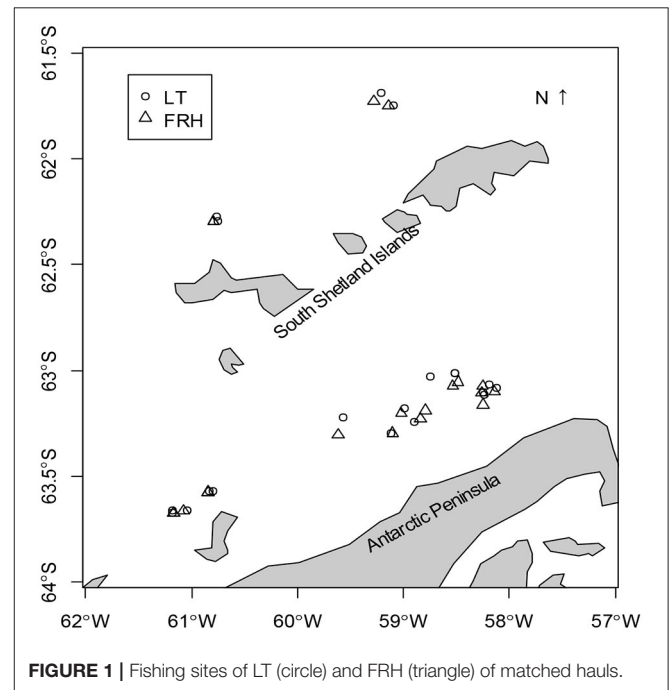 61.5°S
62°S
62.5°S
63°S
63.5°S
64°S
LT
FRH
N ↑
South Shetland Islands
Antarctic Peninsula
62°W
61°W
60°W
59°W
58°W
57°W
FIGURE 1 | Fishing sites of LT (circle) and FRH (triangle) of matched hauls.